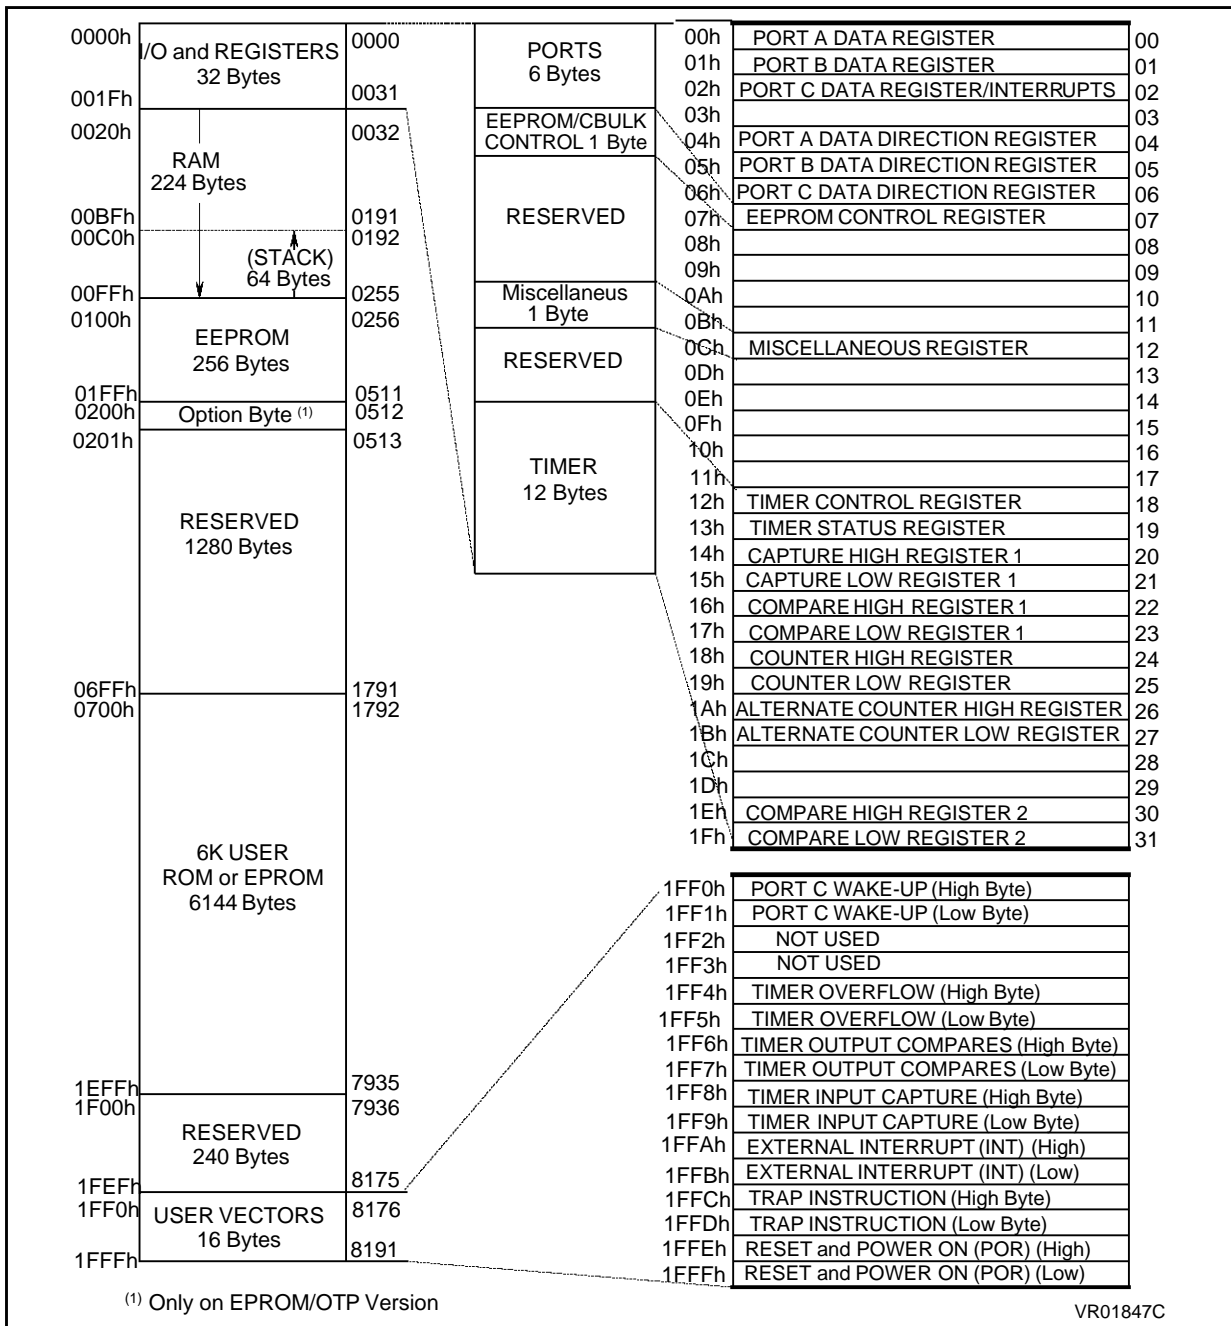 0000h
I/O and REGISTERS
32 Bytes
0000
001Fh
0031
0020h
0032
RAM
224 Bytes
00BFh
0191
00C0h
0192
(STACK)
64 Bytes
00FFh
0255
0100h
0256
EEPROM
256 Bytes
01FFh
0511
0200h
Option Byte (1)
0512
0201h
0513
RESERVED
1280 Bytes
06FFh
1791
0700h
1792
6K USER
ROM or EPROM
6144 Bytes
1EFFh
7935
1F00h
7936
RESERVED
240 Bytes
1FEFh
8175
1FF0h
8176
USER VECTORS
16 Bytes
1FFFh
8191
PORTS
6 Bytes
EEPROM/CBULK
CONTROL 1 Byte
RESERVED
Miscellaneus
1 Byte
RESERVED
TIMER
12 Bytes
00h PORT A DATA REGISTER 00
01h PORT B DATA REGISTER 01
02h PORT C DATA REGISTER/INTERRUPTS 02
03h 03
04h PORT A DATA DIRECTION REGISTER 04
05h PORT B DATA DIRECTION REGISTER 05
06h PORT C DATA DIRECTION REGISTER 06
07h EEPROM CONTROL REGISTER 07
08h 08
09h 09
0Ah 10
0Bh 11
0Ch MISCELLANEOUS REGISTER 12
0Dh 13
0Eh 14
0Fh 15
10h 16
11h 17
12h TIMER CONTROL REGISTER 18
13h TIMER STATUS REGISTER 19
14h CAPTURE HIGH REGISTER 1 20
15h CAPTURE LOW REGISTER 1 21
16h COMPARE HIGH REGISTER 1 22
17h COMPARE LOW REGISTER 1 23
18h COUNTER HIGH REGISTER 24
19h COUNTER LOW REGISTER 25
1Ah ALTERNATE COUNTER HIGH REGISTER 26
1Bh ALTERNATE COUNTER LOW REGISTER 27
1Ch 28
1Dh 29
1Eh COMPARE HIGH REGISTER 2 30
1Fh COMPARE LOW REGISTER 2 31
1FF0h PORT C WAKE-UP (High Byte)
1FF1h PORT C WAKE-UP (Low Byte)
1FF2h NOT USED
1FF3h NOT USED
1FF4h TIMER OVERFLOW (High Byte)
1FF5h TIMER OVERFLOW (Low Byte)
1FF6h TIMER OUTPUT COMPARES (High Byte)
1FF7h TIMER OUTPUT COMPARES (Low Byte)
1FF8h TIMER INPUT CAPTURE (High Byte)
1FF9h TIMER INPUT CAPTURE (Low Byte)
1FFAh EXTERNAL INTERRUPT (INT) (High)
1FFBh EXTERNAL INTERRUPT (INT) (Low)
1FFCh TRAP INSTRUCTION (High Byte)
1FFDh TRAP INSTRUCTION (Low Byte)
1FFEh RESET and POWER ON (POR) (High)
1FFFh RESET and POWER ON (POR) (Low)
(1) Only on EPROM/OTP Version
VR01847C